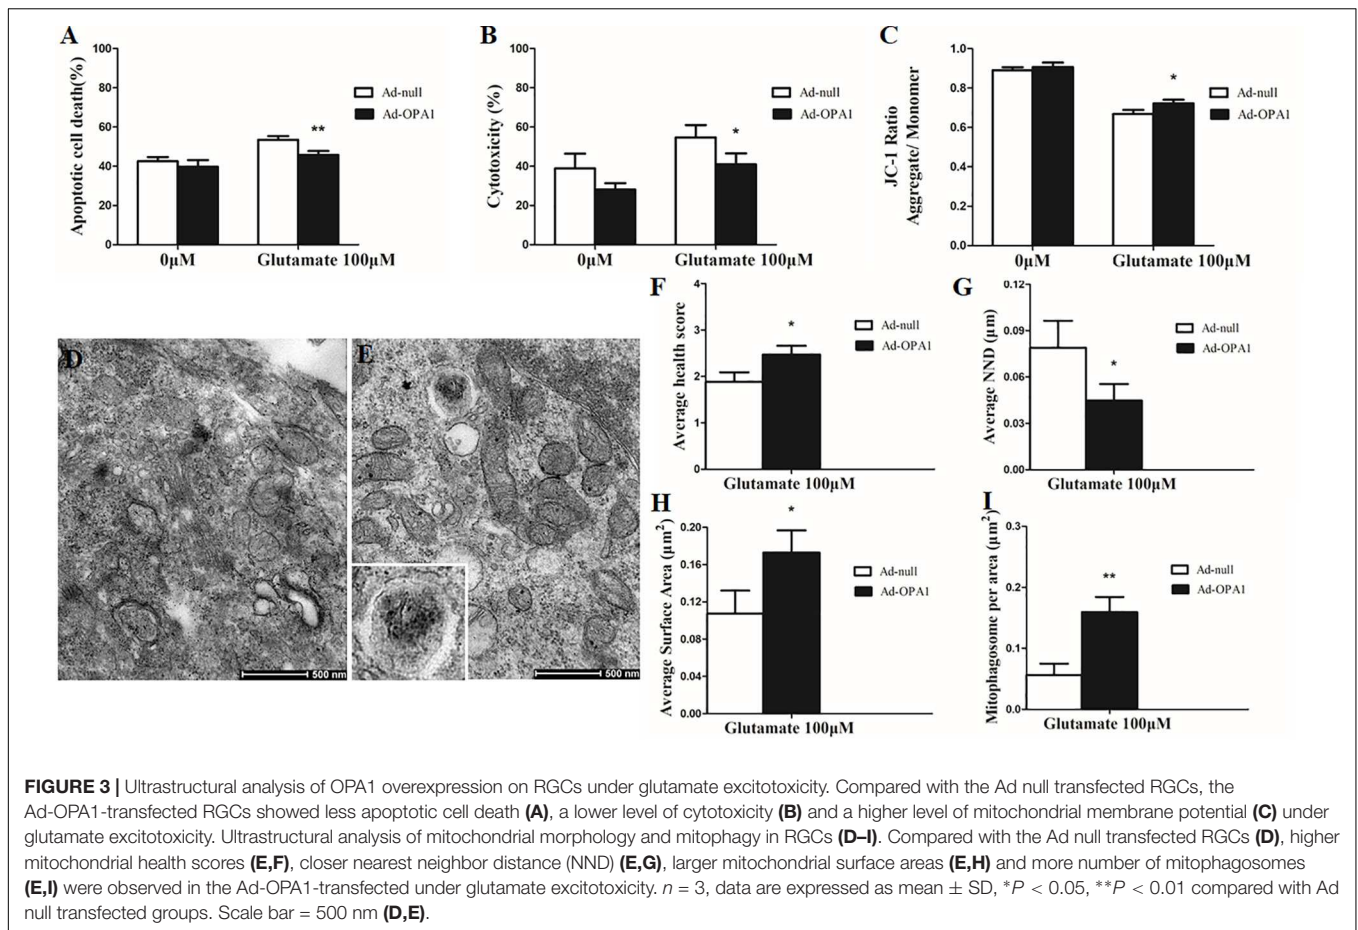 A
Apoptotic cell death(%)
100
80
60
40
20
0
**
Ad-null
Ad-OPA1
0μM
Glutamate 100μM
B
Cytotoxicity (%)
100
80
60
40
20
0
*
Ad-null
Ad-OPA1
0μM
Glutamate 100μM
C
JC-1 Ratio
Aggregate/ Monomer
1.0
0.8
0.6
0.4
0.2
0.0
*
Ad-null
Ad-OPA1
0μM
Glutamate 100μM
D
500 nm
E
500 nm
F
Average health score
4
3
2
1
0
*
Ad-null
Ad-OPA1
Glutamate 100μM
G
Average NND (μm)
0.12
0.09
0.06
0.03
0.00
*
Ad-null
Ad-OPA1
Glutamate 100μM
H
Average Surface Area (μm²)
0.20
0.16
0.12
0.08
0.04
0.00
*
Ad-null
Ad-OPA1
Glutamate 100μM
I
Mitophagosome per area (μm²)
0.3
0.2
0.1
0.0
**
Ad-null
Ad-OPA1
Glutamate 100μM
FIGURE 3 | Ultrastructural analysis of OPA1 overexpression on RGCs under glutamate excitotoxicity. Compared with the Ad null transfected RGCs, the
Ad-OPA1-transfected RGCs showed less apoptotic cell death (A), a lower level of cytotoxicity (B) and a higher level of mitochondrial membrane potential (C) under
glutamate excitotoxicity. Ultrastructural analysis of mitochondrial morphology and mitophagy in RGCs (D–I). Compared with the Ad null transfected RGCs (D), higher
mitochondrial health scores (E,F), closer nearest neighbor distance (NND) (E,G), larger mitochondrial surface areas (E,H) and more number of mitophagosomes
(E,I) were observed in the Ad-OPA1-transfected under glutamate excitotoxicity. n = 3, data are expressed as mean ± SD, *P < 0.05, **P < 0.01 compared with Ad
null transfected groups. Scale bar = 500 nm (D,E).